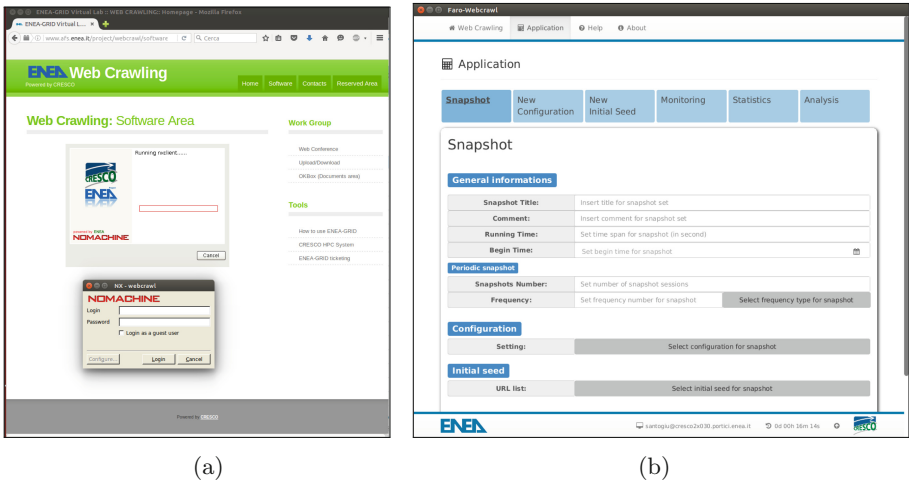 ENEA-GRID Virtual Lab :: WEB CRAWLING: Homepage - Mozilla Firefox
ENEA-GRID Virtual L...
www.afs.enea.it/project/webcrawl/software
Cerca
ENEA Web Crawling
Powered by CRESCO
Home Software Contacts Reserved Area
Web Crawling: Software Area
Work Group
Running nxclient......
Web Conference
Upload/Download
OKBox (Documents area)
CRESCO
ENEA
Tools
powered by ENEA
NOMACHINE
How to use ENEA-GRID
CRESCO HPC System
ENEA-GRID ticketing
Cancel
NX - webcrawl
NOMACHINE
Login
Password
Login as a guest user
Configure... Login Cancel
Powered by CRESCO
(a)
Faro-Webcrawl
Web Crawling Application Help About
Application
Snapshot New Configuration New Initial Seed Monitoring Statistics Analysis
Snapshot
General informations
Snapshot Title: Insert title for snapshot set
Comment: Insert comment for snapshot set
Running Time: Set time span for snapshot (in second)
Begin Time: Set begin time for snapshot
Periodic snapshot
Snapshots Number: Set number of snapshot sessions
Frequency: Set frequency number for snapshot Select frequency type for snapshot
Configuration
Setting: Select configuration for snapshot
Initial seed
URL list: Select initial seed for snapshot
ENEA santogiu@cresco2x030.portici.enea.it 0d 00h 16m 14s CRESCO
(b)